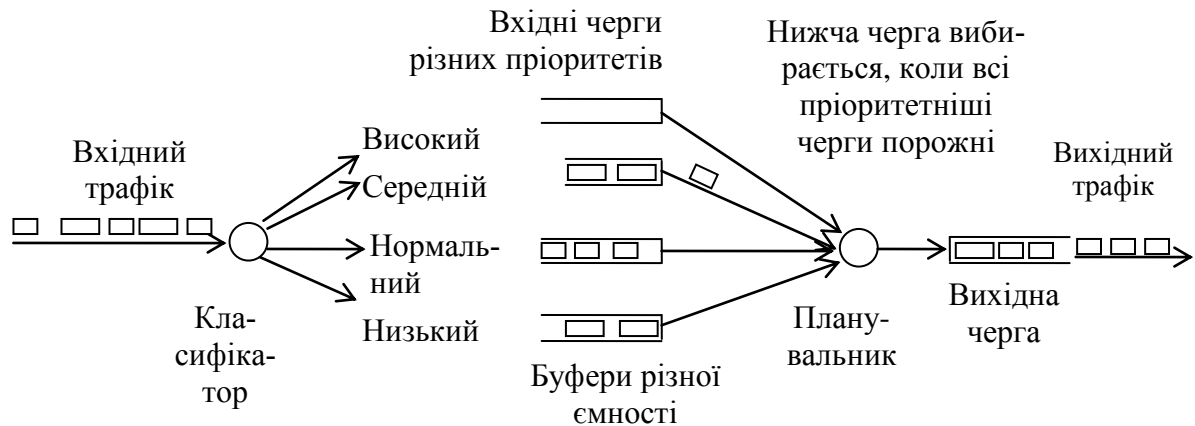 Вхідні черги
різних пріоритетів
Нижча черга виби-
рається, коли всі
пріоритетніші
черги порожні
Вхідний
трафік
Високий
Середній
Нормаль-
ний
Низький
Вихідний
трафік
Кла-
сифіка-
тор
Буфери різної
ємності
Плану-
вальник
Вихідна
черга